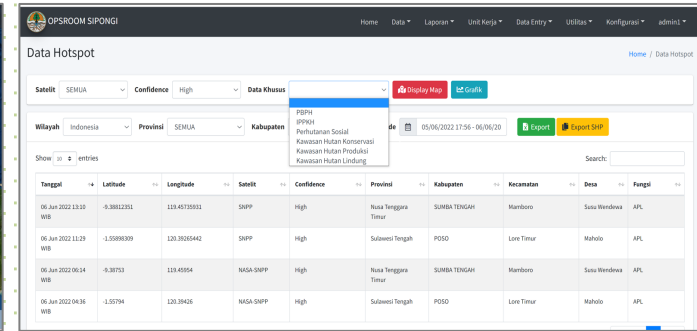 OPSROOM SIPONGI Home Data Laporan Unit Kerja Data Entry Utilitas Konfigurasi admin1
Data Hotspot Home / Data Hotspot
Satelit SEMUA Confidence High Data Khusus Display Map Grafik
PBPH
IPPKH
Perhutanan Sosial
Kawasan Hutan Konservasi
Kawasan Hutan Produksi
Kawasan Hutan Lindung
Wilayah Indonesia Provinsi SEMUA Kabupaten de 05/06/2022 17:56 - 06/06/20 Export Export SHP
Show 10 entries Search:
Tanggal Latitude Longitude Satelit Confidence Provinsi Kabupaten Kecamatan Desa Fungsi
06 Jun 2022 13:10 WIB -9.38812351 119.45735931 SNPP High Nusa Tenggara Timur SUMBA TENGAH Mamboro Susu Wendewa APL
06 Jun 2022 11:29 WIB -1.55898309 120.39265442 SNPP High Sulawesi Tengah POSO Lore Timur Maholo APL
06 Jun 2022 06:14 WIB -9.38753 119.45954 NASA-SNPP High Nusa Tenggara Timur SUMBA TENGAH Mamboro Susu Wendewa APL
06 Jun 2022 04:36 WIB -1.55794 120.39426 NASA-SNPP High Sulawesi Tengah POSO Lore Timur Maholo APL